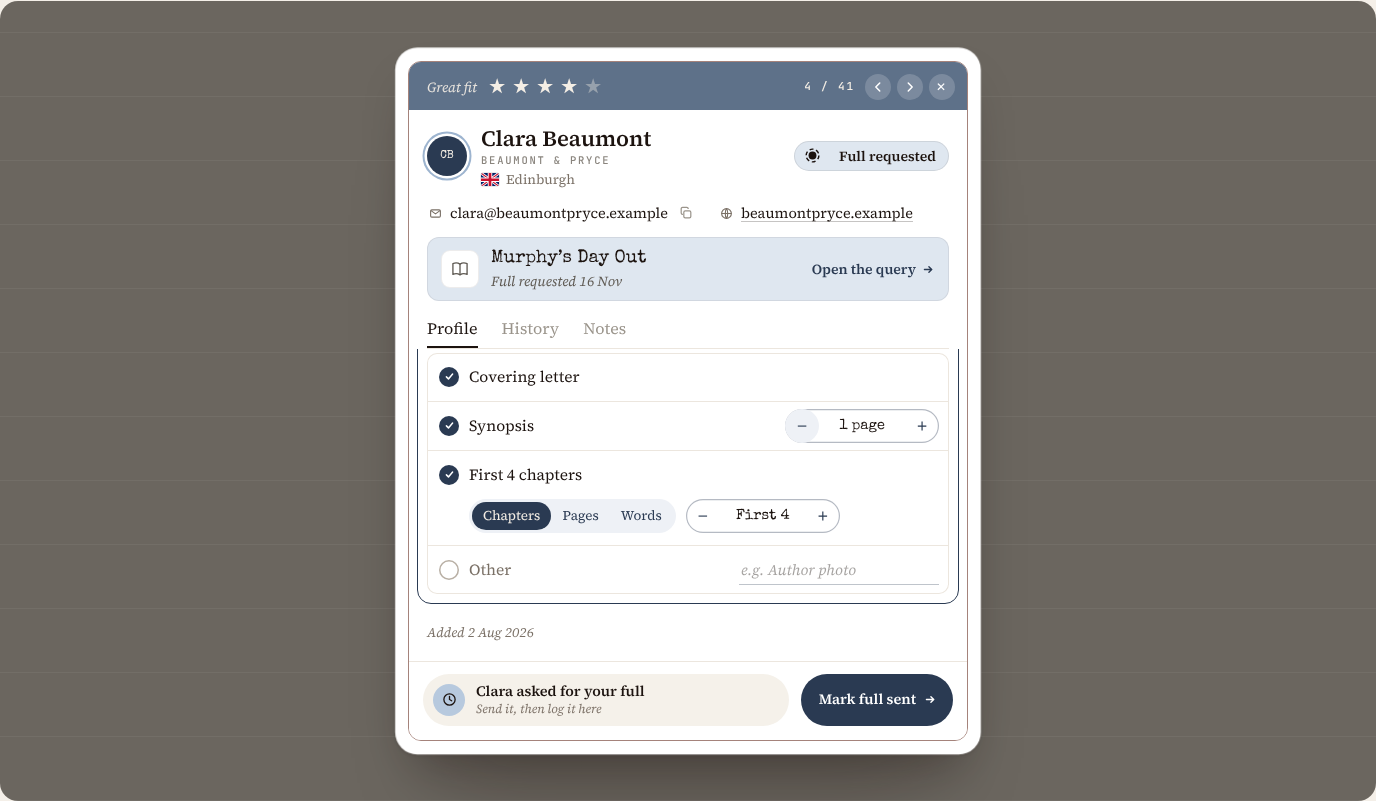 Great fit
4 / 41
CB
Clara Beaumont
BEAUMONT & PRYCE
Edinburgh
Full requested
clara@beaumontpryce.example
beaumontpryce.example
Murphy’s Day Out
Full requested 16 Nov
Open the query →
Profile History Notes
Covering letter
Synopsis
− 1 page +
First 4 chapters
Chapters Pages Words
− First 4 +
Other
e.g. Author photo
Added 2 Aug 2026
Clara asked for your full
Send it, then log it here
Mark full sent →